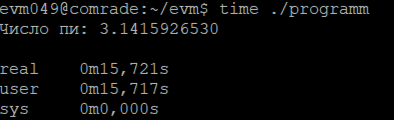 evm049@comrade:~/evm$ time ./programm
Число пи: 3.1415926530
real 0m15,721s
user 0m15,717s
sys 0m0,000s